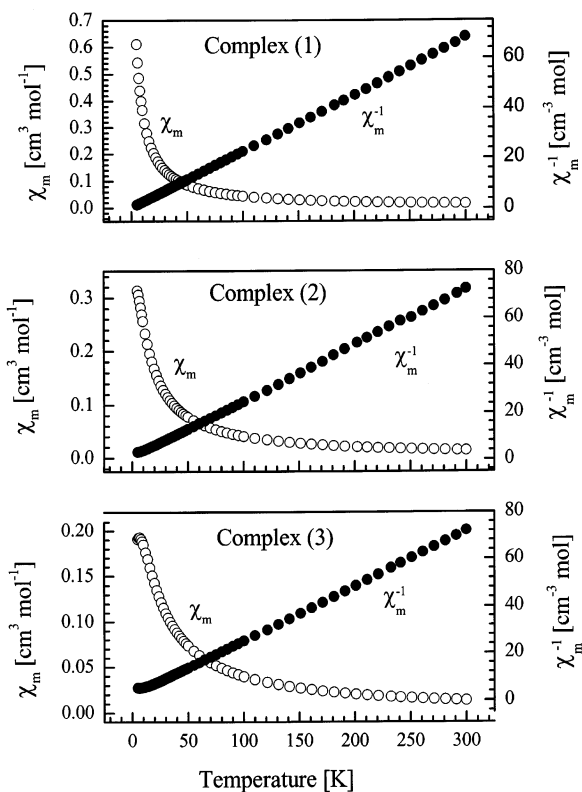 Complex (1)
χm [cm³ mol⁻¹]
0.7
0.6
0.5
0.4
0.3
0.2
0.1
0.0
χm
χm⁻¹
60
40
20
0
χm⁻¹ [cm⁻³ mol]
Complex (2)
χm [cm³ mol⁻¹]
0.3
0.2
0.1
0.0
χm
χm⁻¹
80
60
40
20
0
χm⁻¹ [cm⁻³ mol]
Complex (3)
χm [cm³ mol⁻¹]
0.20
0.15
0.10
0.05
0.00
χm
χm⁻¹
80
60
40
20
0
χm⁻¹ [cm⁻³ mol]
0 50 100 150 200 250 300
Temperature [K]